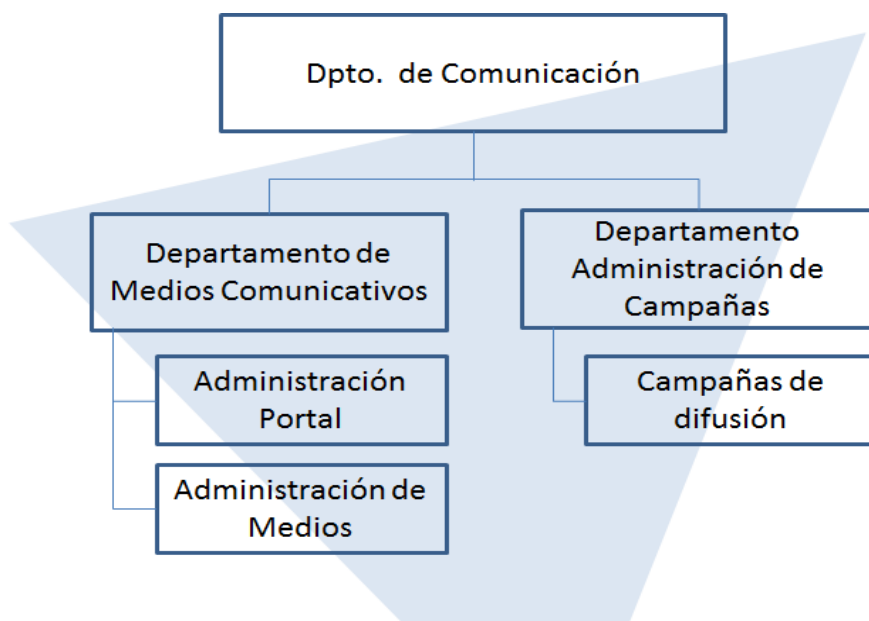 Dpto. de Comunicación
Departamento de
Medios Comunicativos
Administración
Portal
Administración de
Medios
Departamento
Administración de
Campañas
Campañas de
difusión